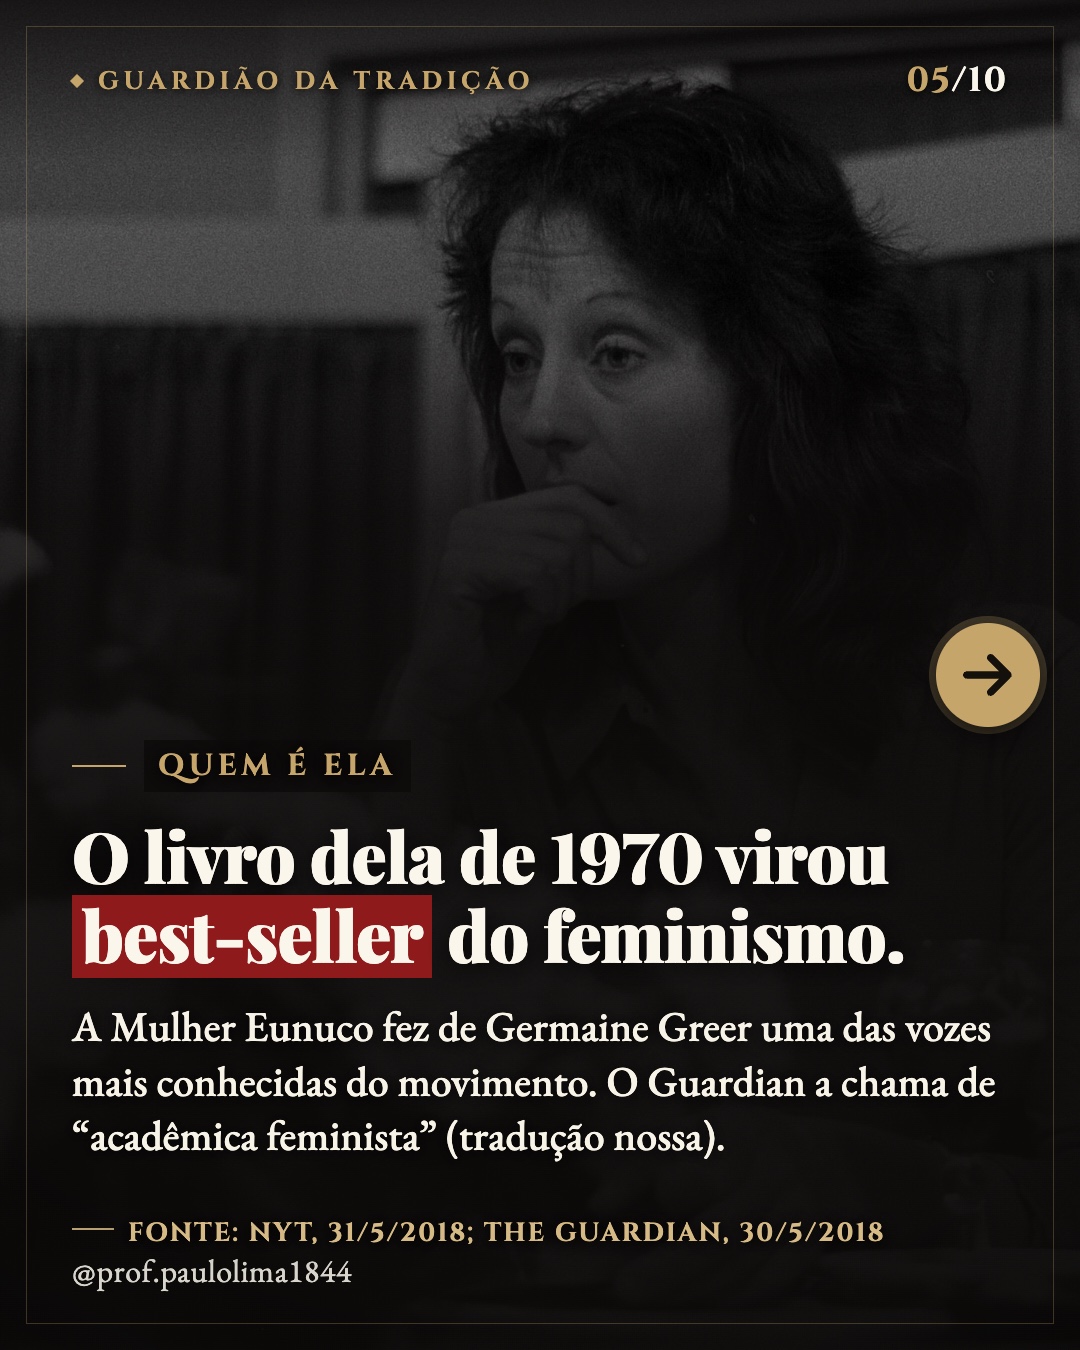 GUARDIÃO DA TRADIÇÃO
05/10
QUEM É ELA
O livro dela de 1970 virou
best-seller do feminismo.
A Mulher Eunuco fez de Germaine Greer uma das vozes
mais conhecidas do movimento. O Guardian a chama de
“acadêmica feminista” (tradução nossa).
FONTE: NYT, 31/5/2018; THE GUARDIAN, 30/5/2018
@prof.paulolima1844